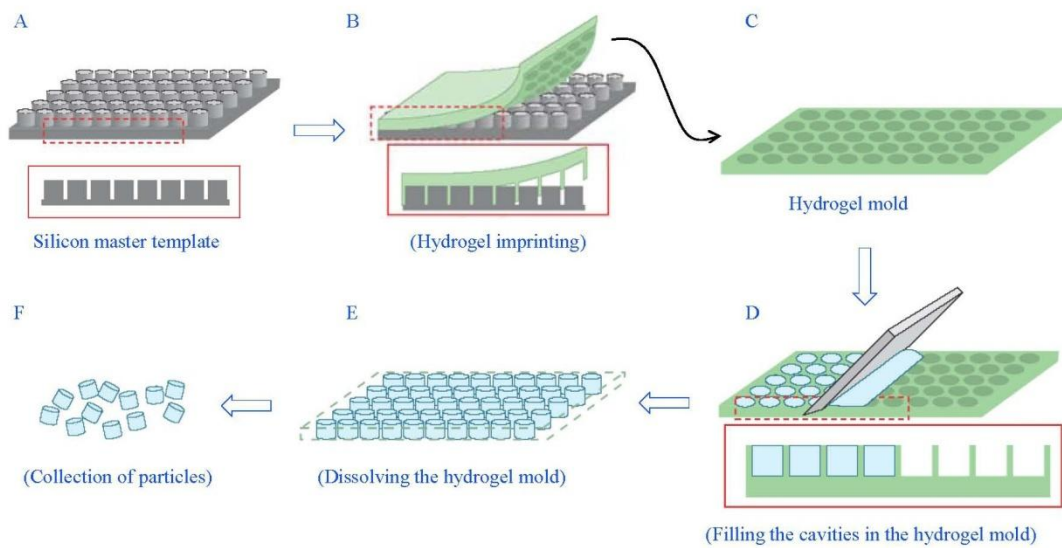 A
B
C
Silicon master template
(Hydrogel imprinting)
Hydrogel mold
F
E
D
(Collection of particles)
(Dissolving the hydrogel mold)
(Filling the cavities in the hydrogel mold)